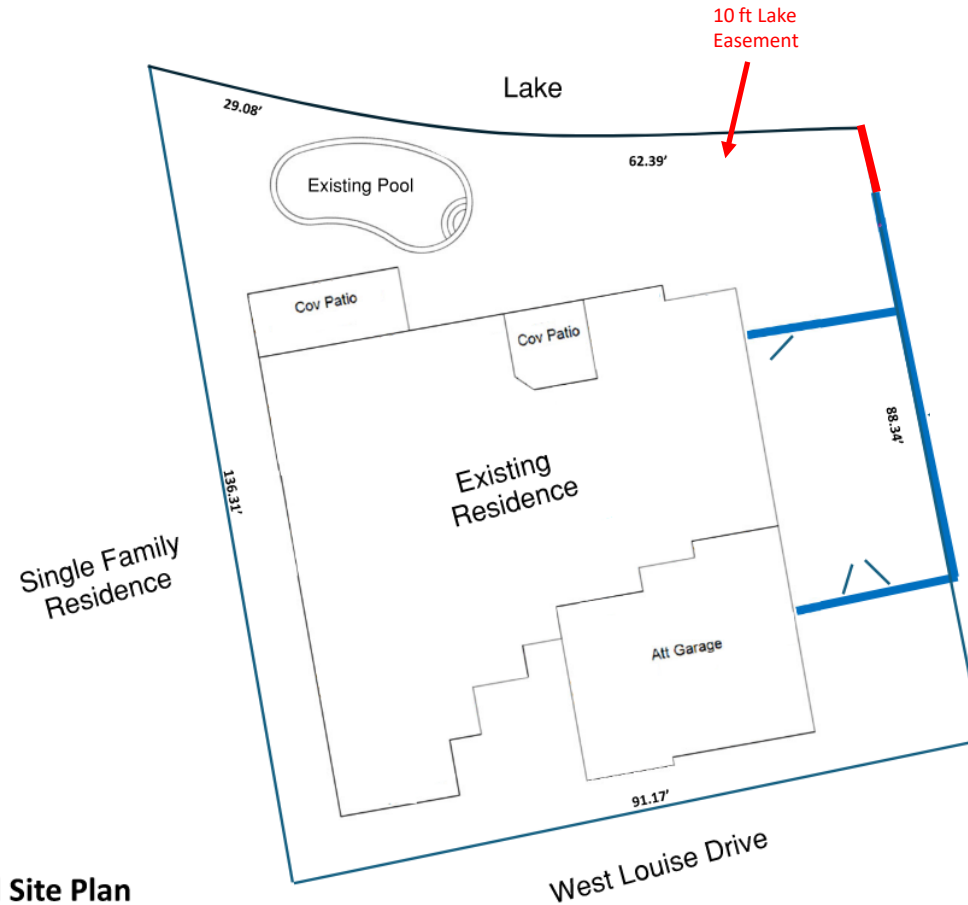 10 ft Lake
Easement
Lake
29.08’
62.39’
Existing Pool
Cov Patio
Cov Patio
88.34’
Existing
Residence
136.31’
Single Family
Residence
Att Garage
91.17’
West Louise Drive
Site Plan